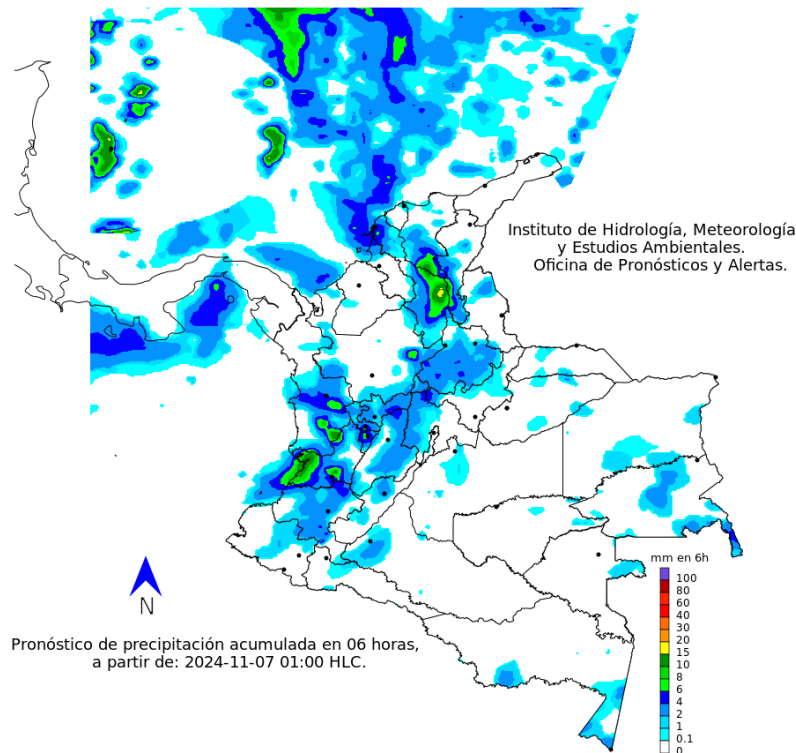 Instituto de Hidrología, Meteorología
y Estudios Ambientales.
Oficina de Pronósticos y Alertas.
mm en 6h
100
80
60
40
30
20
15
10
8
6
4
2
1
0.1
0
N
Pronóstico de precipitación acumulada en 06 horas,
a partir de: 2024-11-07 01:00 HLC.